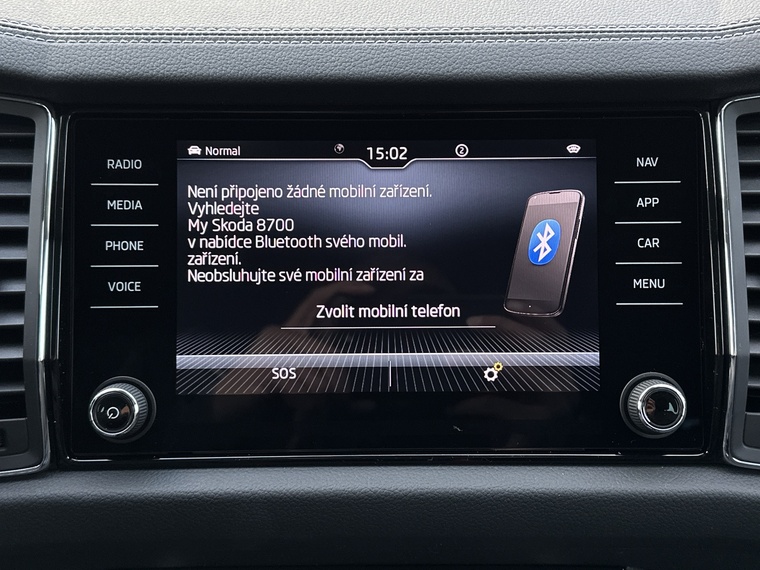 Normal
15:02
2
RADIO
MEDIA
PHONE
VOICE
Není připojeno žádné mobilní zařízení.
Vyhledejte
My Skoda 8700
v nabídce Bluetooth svého mobil.
zařízení.
Neobsluhujte své mobilní zařízení za
Zvolit mobilní telefon
SOS
NAV
APP
CAR
MENU